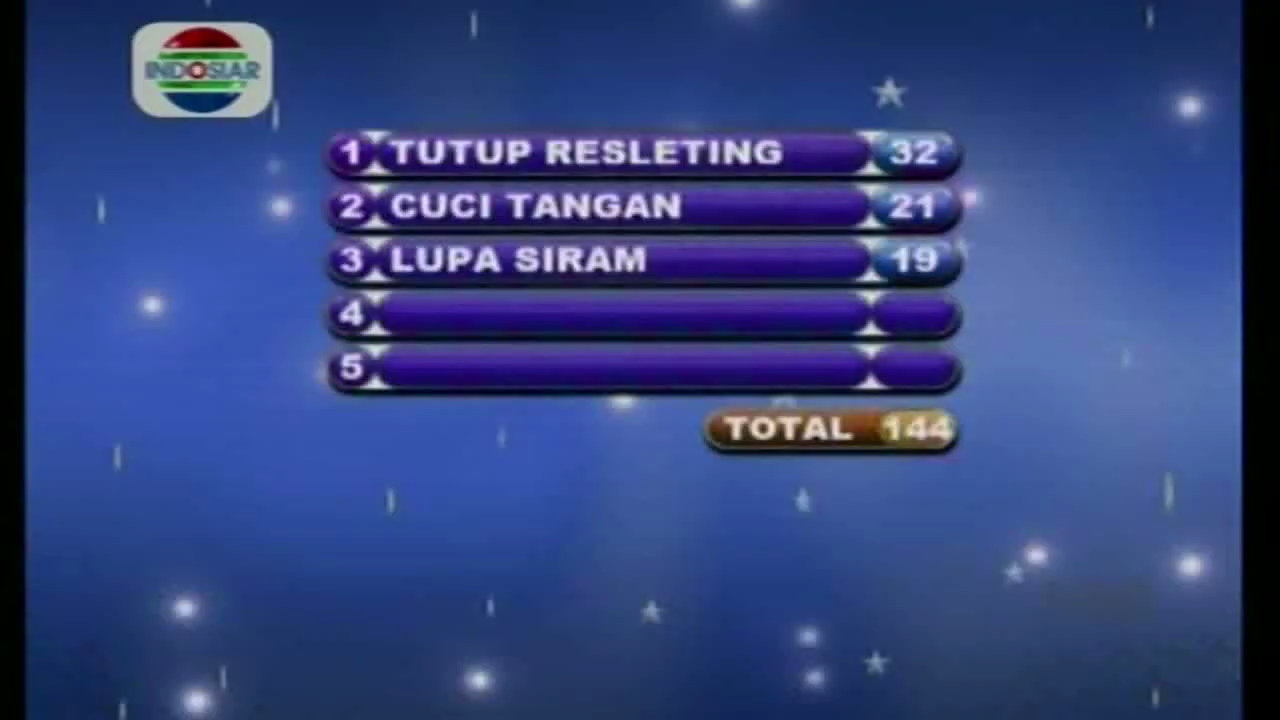 INDOSIAR
1 TUTUP RESLETING 32
2 CUCI TANGAN 21
3 LUPA SIRAM 19
4
5
TOTAL 144